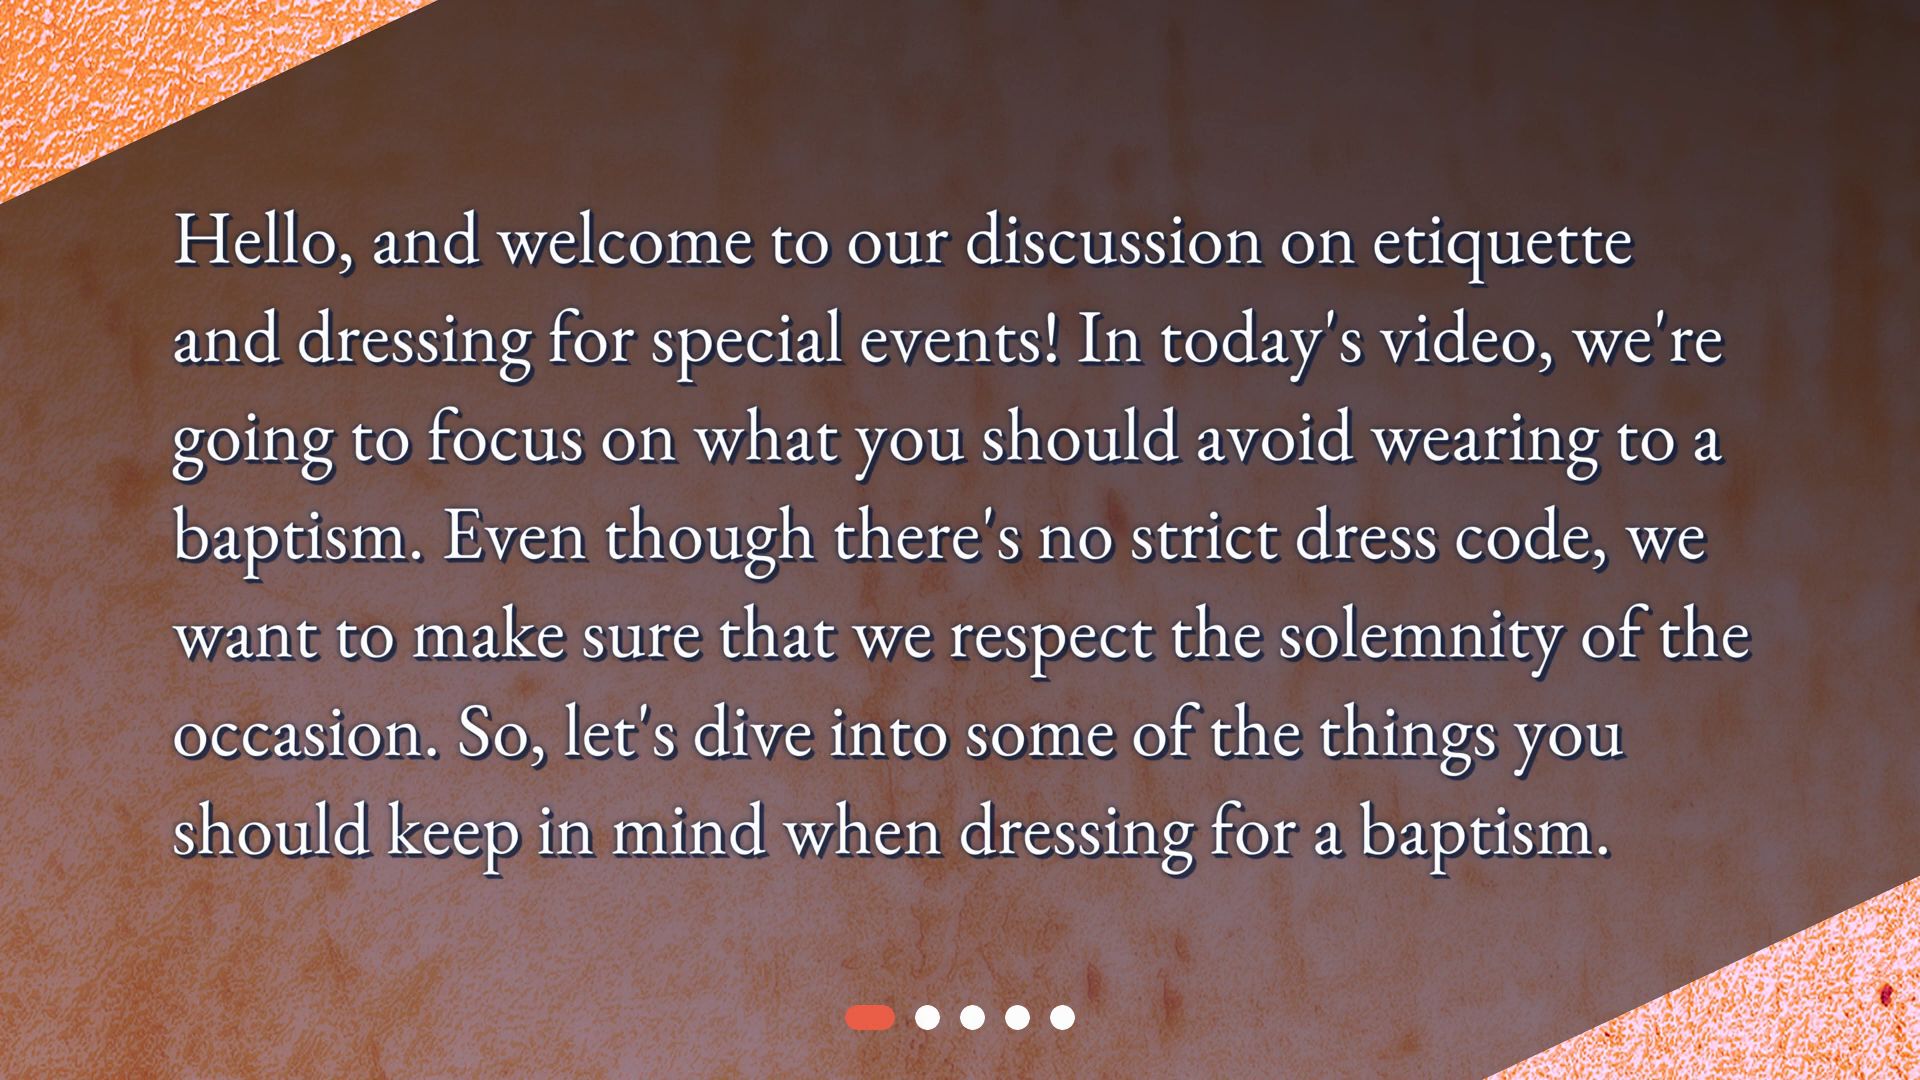 Hello, and welcome to our discussion on etiquette
and dressing for special events! In today's video, we're
going to focus on what you should avoid wearing to a
baptism. Even though there's no strict dress code, we
want to make sure that we respect the solemnity of the
occasion. So, let's dive into some of the things you
should keep in mind when dressing for a baptism.